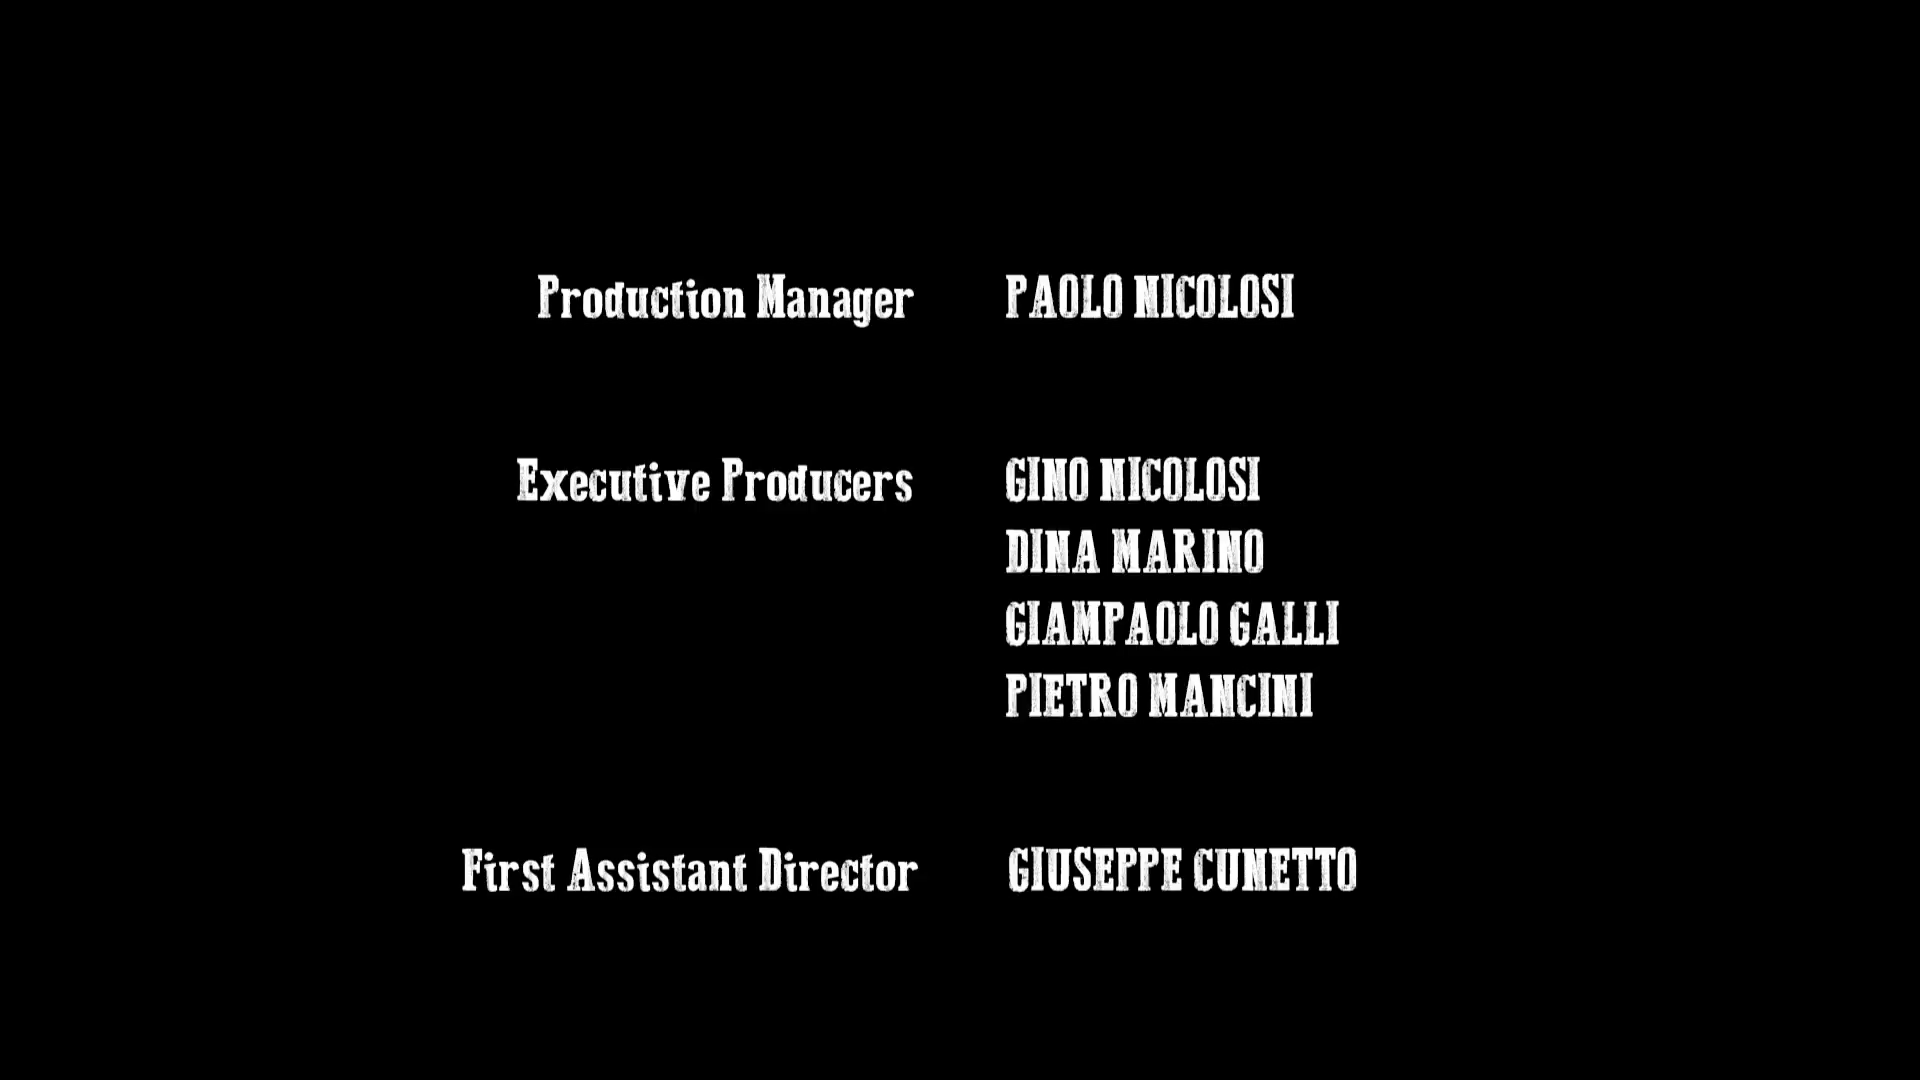 Production Manager PAOLO NICOLOSI
Executive Producers GINO NICOLOSI
DINA MARINO
GIAMPAOLO GALLI
PIETRO MANCINI
First Assistant Director GIUSEPPE CUNETTO